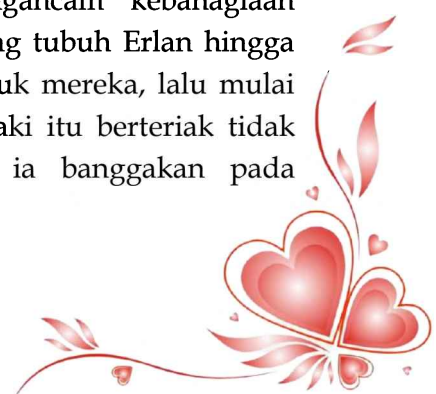 ngancam kebahagiaan
ng tubuh Erlan hingga
uk mereka, lalu mulai
aki itu berteriak tidak
ia banggakan pada